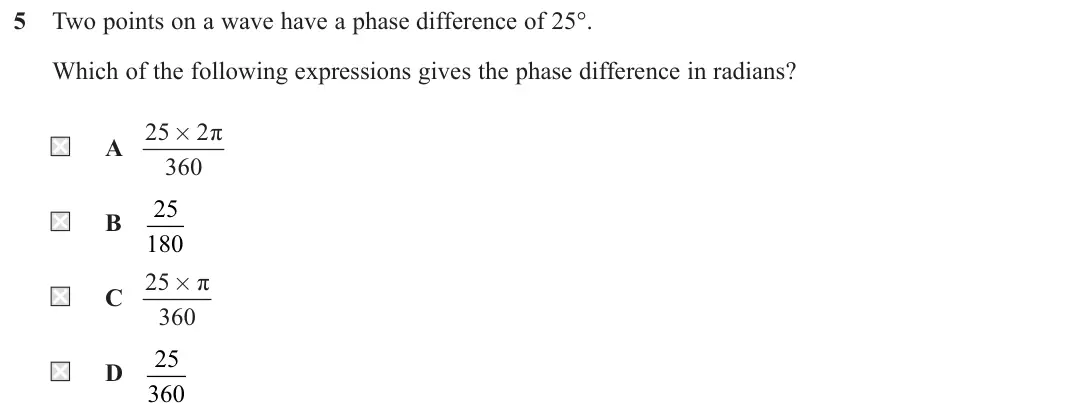 5 Two points on a wave have a phase difference of 25°.
Which of the following expressions gives the phase difference in radians?
A 25 × 2π / 360
B 25 / 180
C 25 × π / 360
D 25 / 360